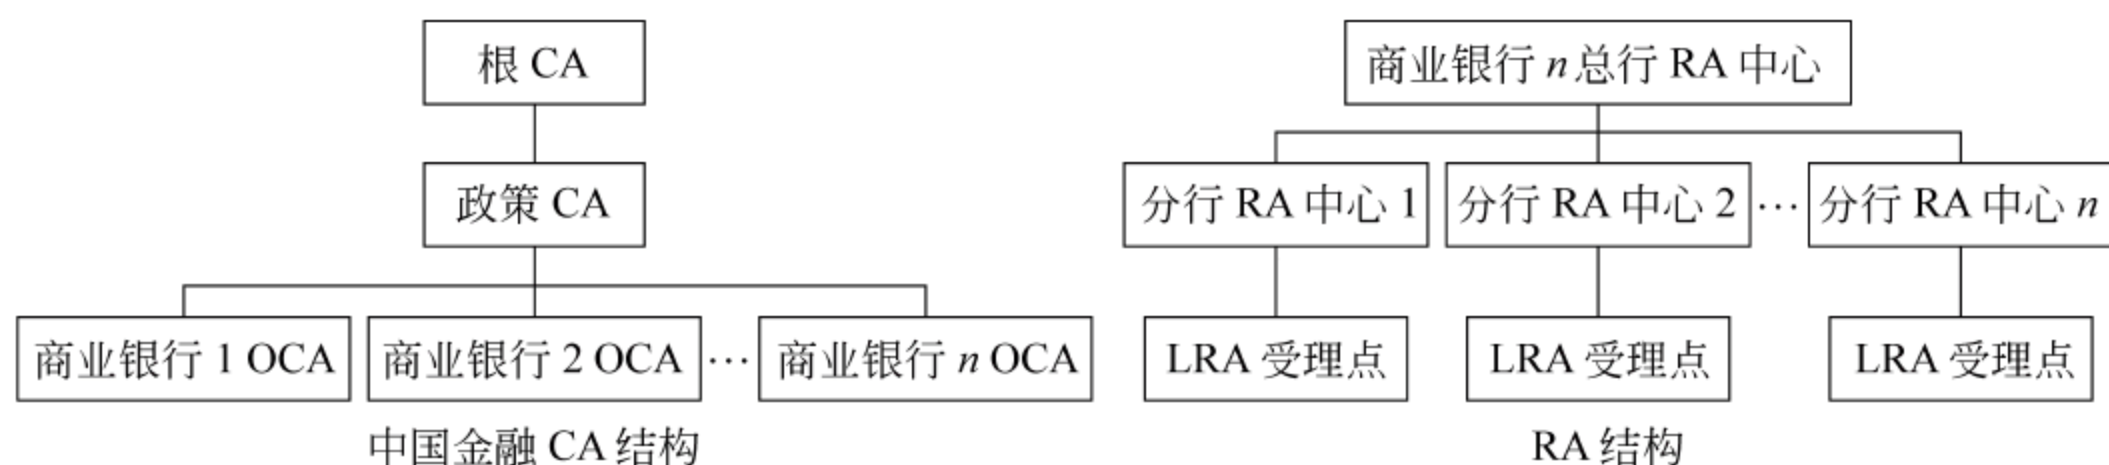 根 CA
政策 CA
商业银行 1 OCA
商业银行 2 OCA
…
商业银行 n OCA
中国金融 CA 结构
商业银行 n 总行 RA 中心
分行 RA 中心 1
分行 RA 中心 2
…
分行 RA 中心 n
LRA 受理点
LRA 受理点
LRA 受理点
RA 结构